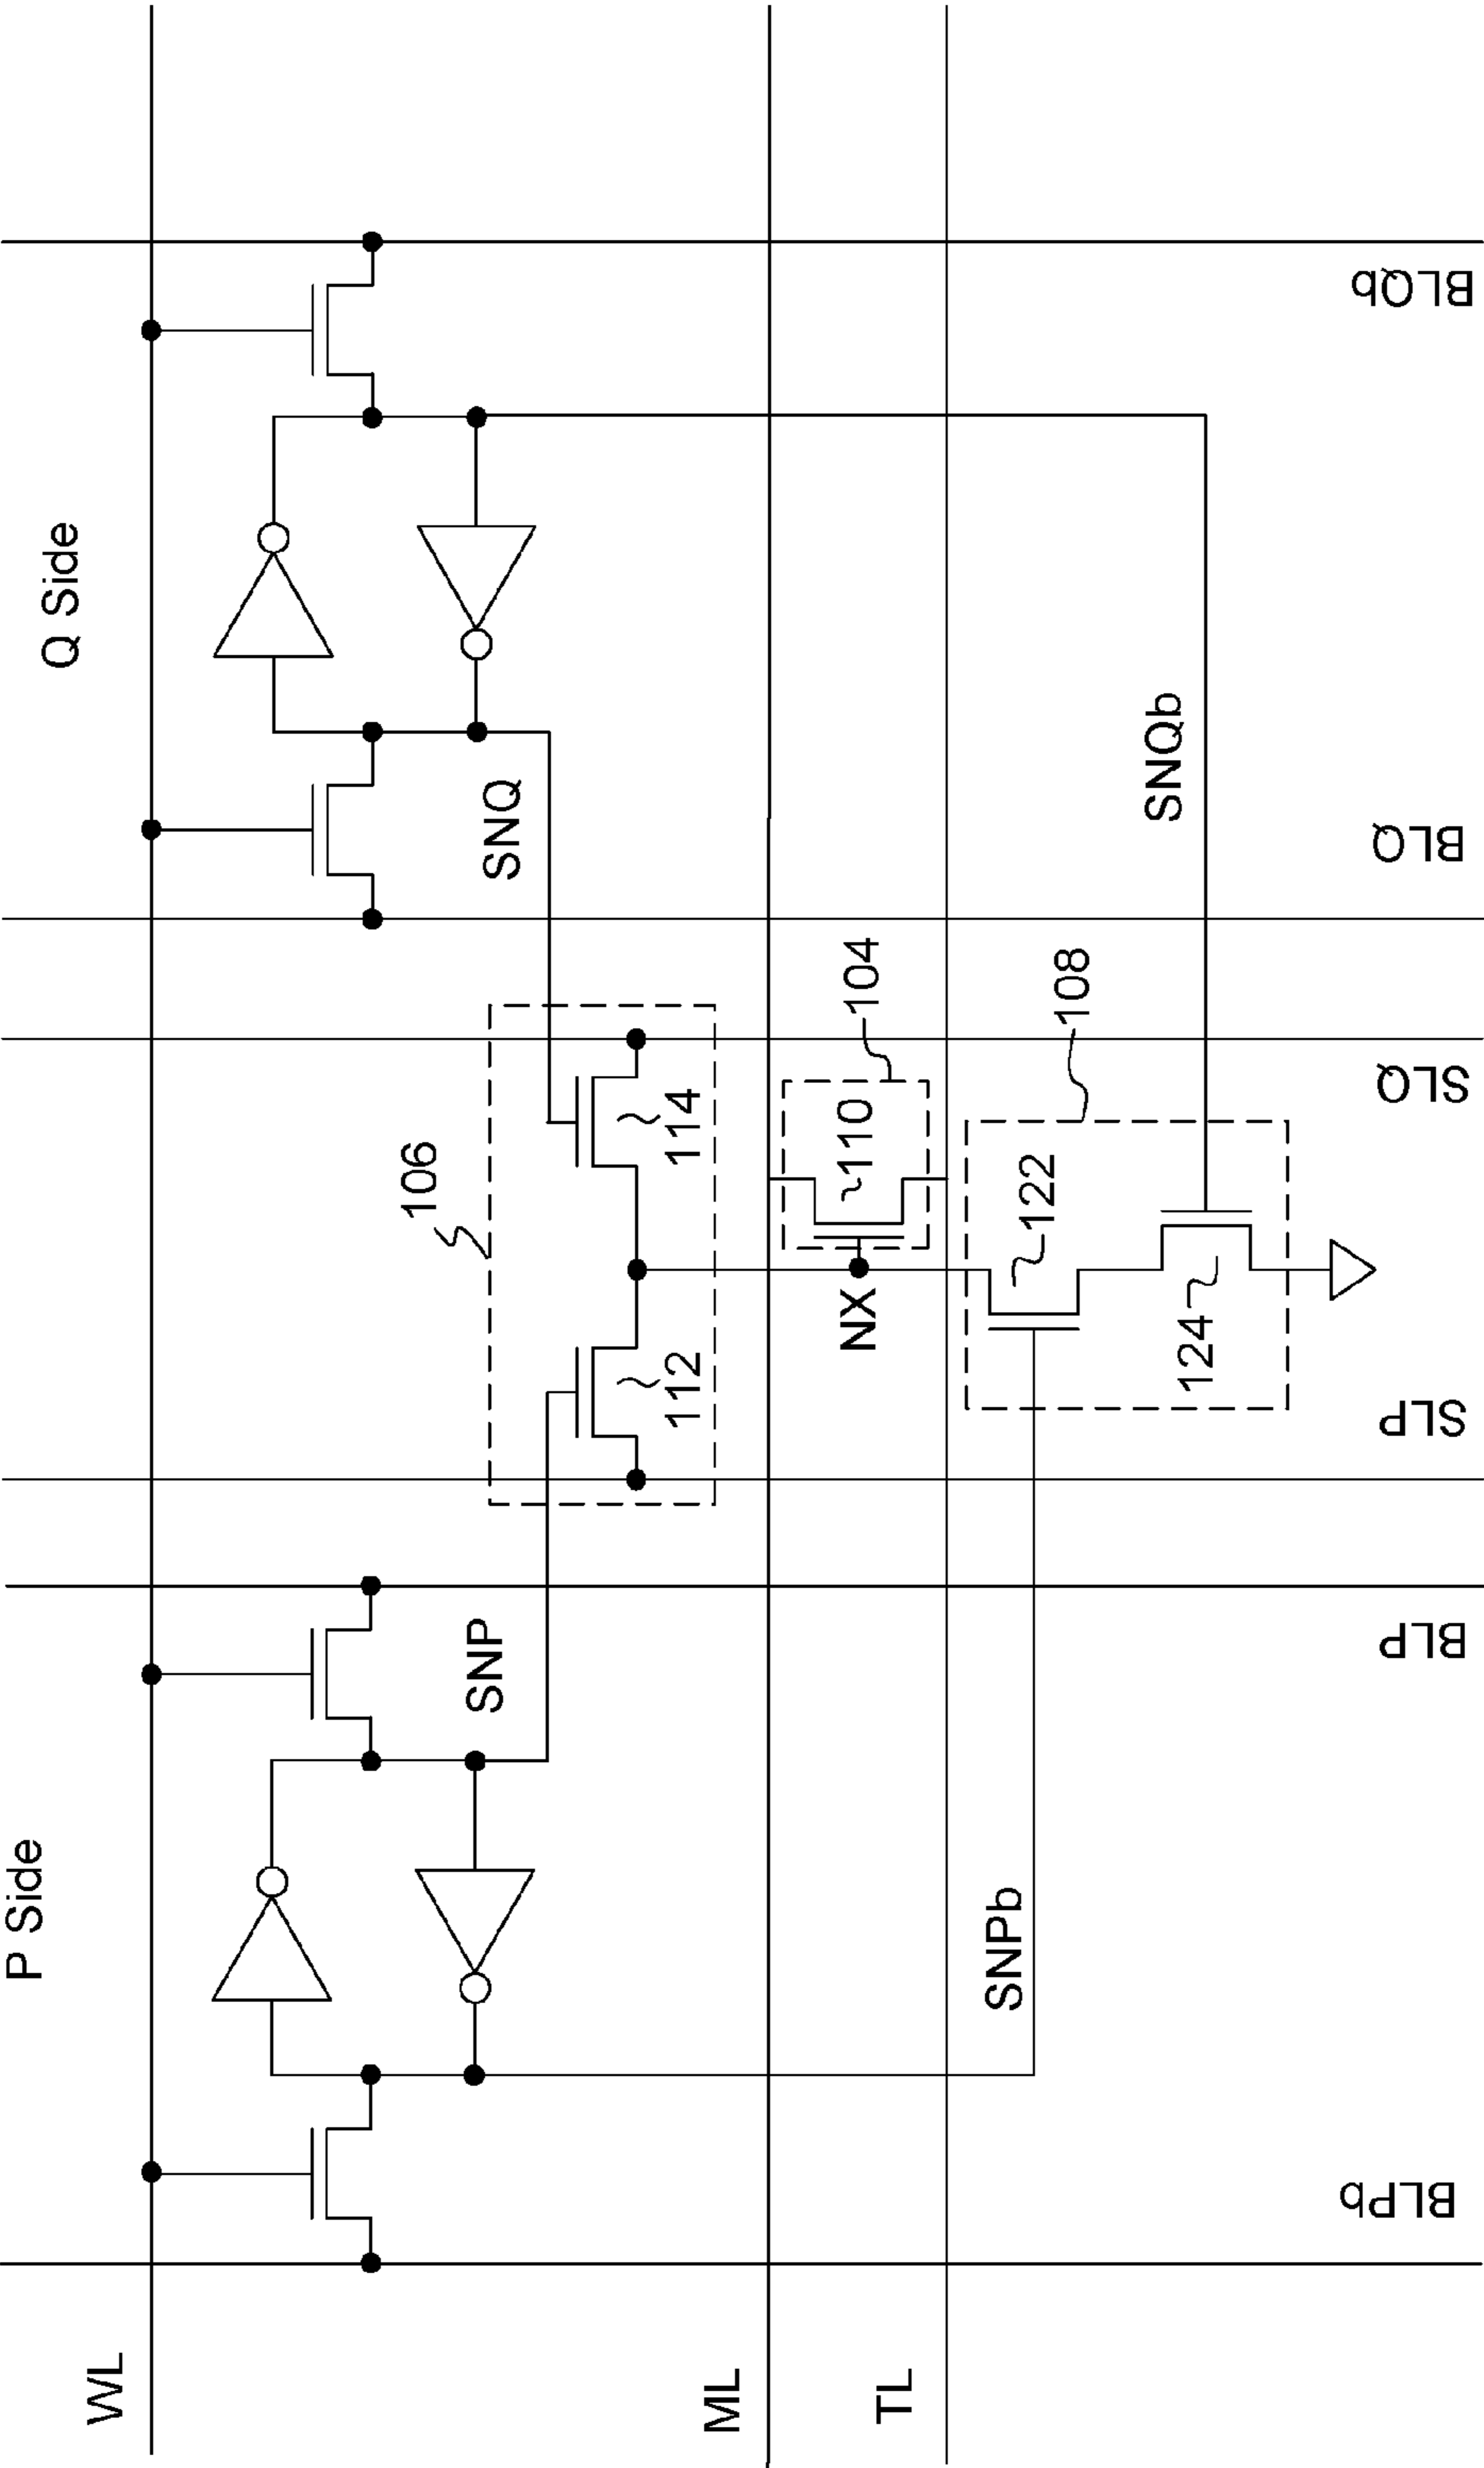 P Side
Q Side
WL
SNP
SNQ
106
112
114
ML
104
110
NX
TL
108
SNPb
122
SNQb
124
BLPb
BLP
SLP
SLQ
BLQ
BLQb